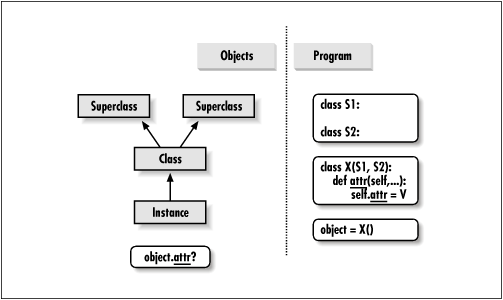 Objects
Program
Superclass
Superclass
Class
Instance
object.attr?
class S1:
class S2:
class X(S1, S2):
def attr(self,...):
self.attr = V
object = X()